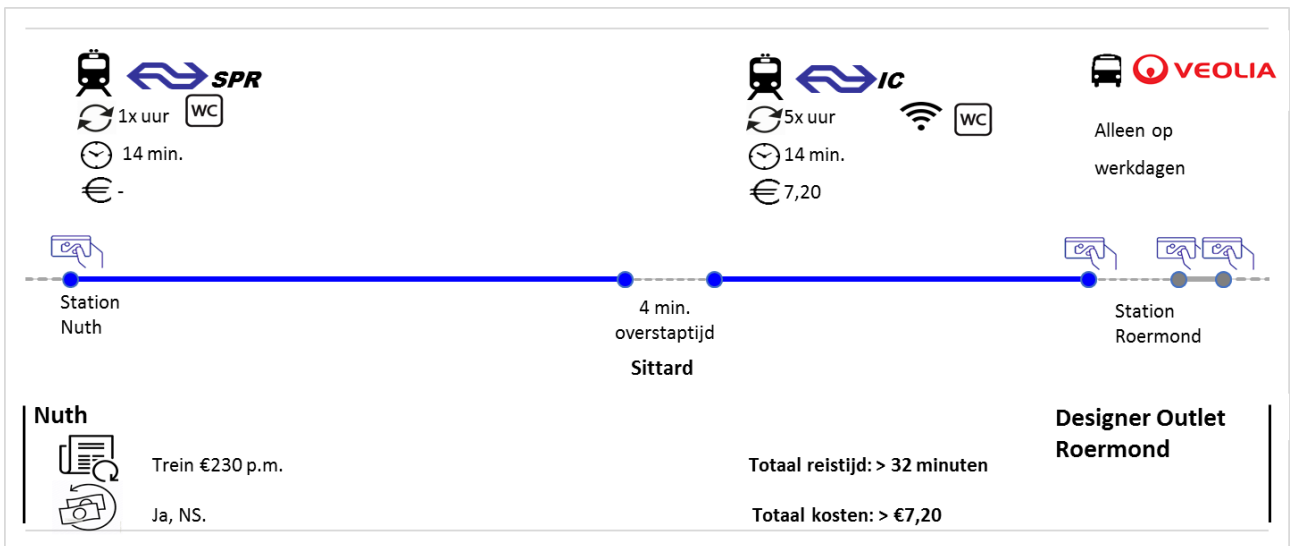 SPR
1x uur WC
14 min.
€ -
IC
5x uur WC
14 min.
€ 7,20
VEOLIA
Alleen op
werkdagen
Station
Nuth
4 min.
overstaptijd
Sittard
Station
Roermond
Nuth
Trein €230 p.m.
Ja, NS.
Designer Outlet
Roermond
Totaal reistijd: > 32 minuten
Totaal kosten: > €7,20